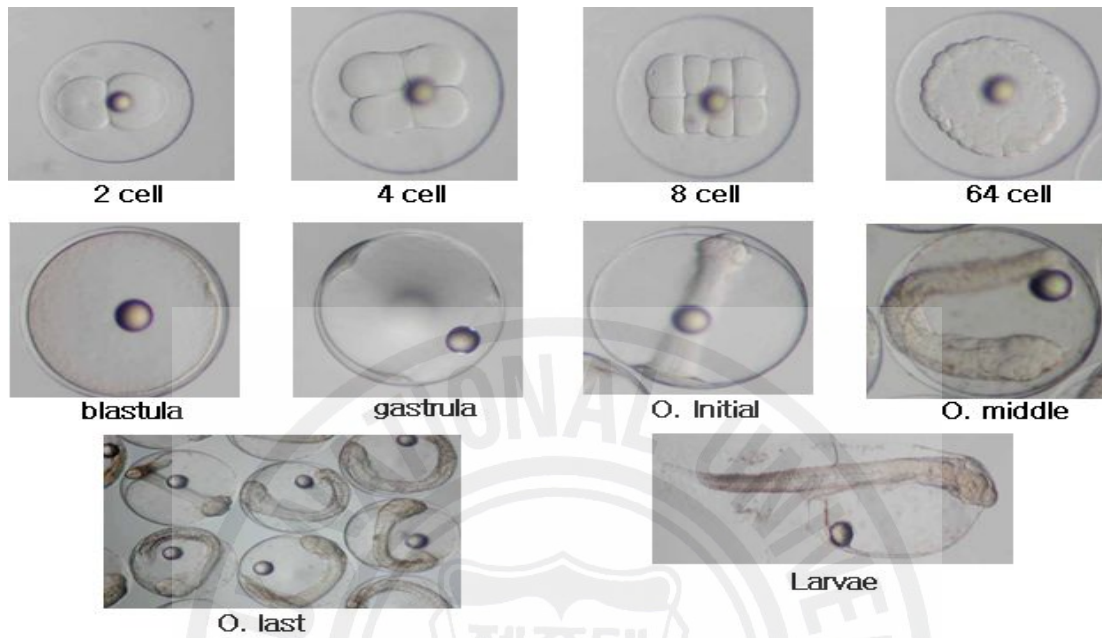 2 cell
4 cell
8 cell
64 cell
blastula
gastrula
O. Initial
O. middle
O. last
Larvae